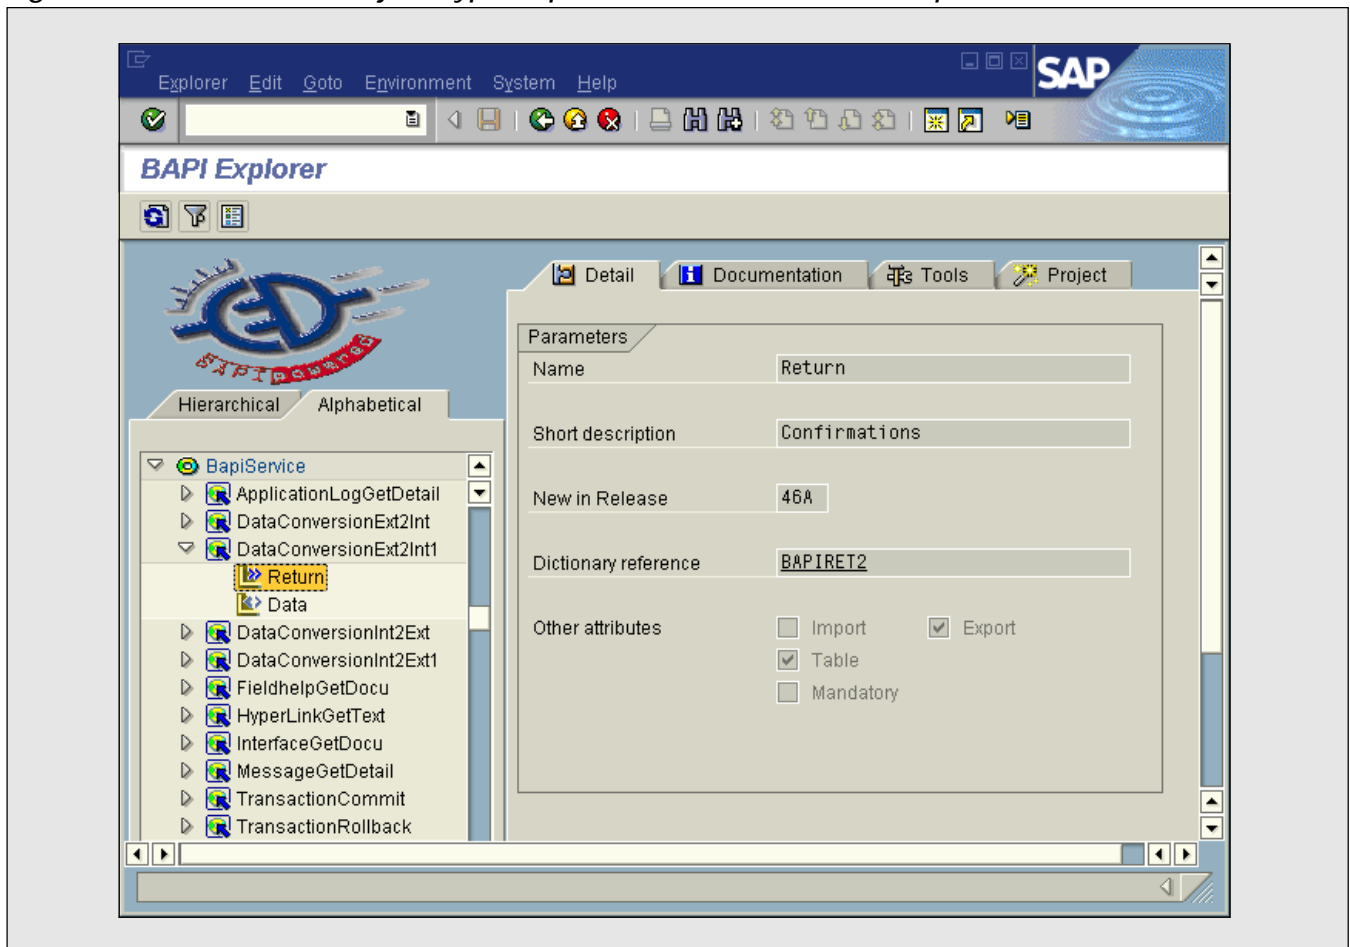 Explorer Edit Goto Environment System Help
SAP
BAPI Explorer
BAPI powered
Hierarchical Alphabetical
BapiService
ApplicationLogGetDetail
DataConversionExt2Int
DataConversionExt2Int1
Return
Data
DataConversionInt2Ext
DataConversionInt2Ext1
FieldhelpGetDocu
HyperLinkGetText
InterfaceGetDocu
MessageGetDetail
TransactionCommit
TransactionRollback
Detail Documentation Tools Project
Parameters
Name Return
Short description Confirmations
New in Release 46A
Dictionary reference BAPIRET2
Other attributes Import Export
Table
Mandatory